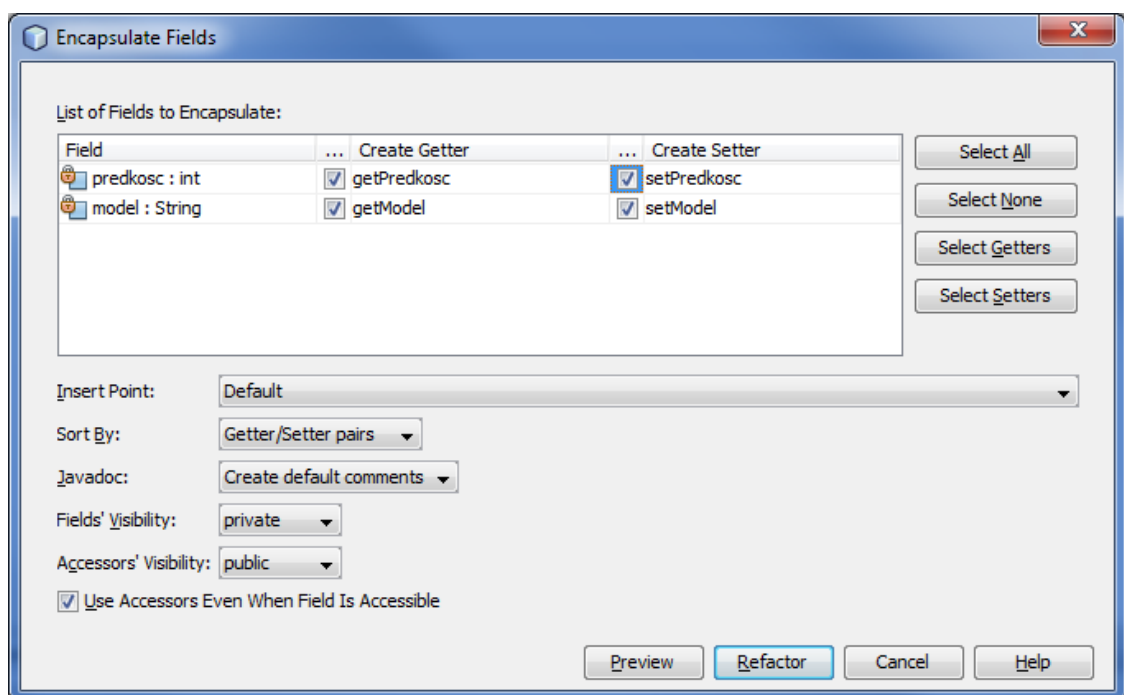 Encapsulate Fields
List of Fields to Encapsulate:
Field ... Create Getter ... Create Setter
predkosc : int getPredkosc setPredkosc
model : String getModel setModel
Select All
Select None
Select Getters
Select Setters
Insert Point: Default
Sort By: Getter/Setter pairs
Javadoc: Create default comments
Fields' Visibility: private
Accessors' Visibility: public
Use Accessors Even When Field Is Accessible
Preview Refactor Cancel Help